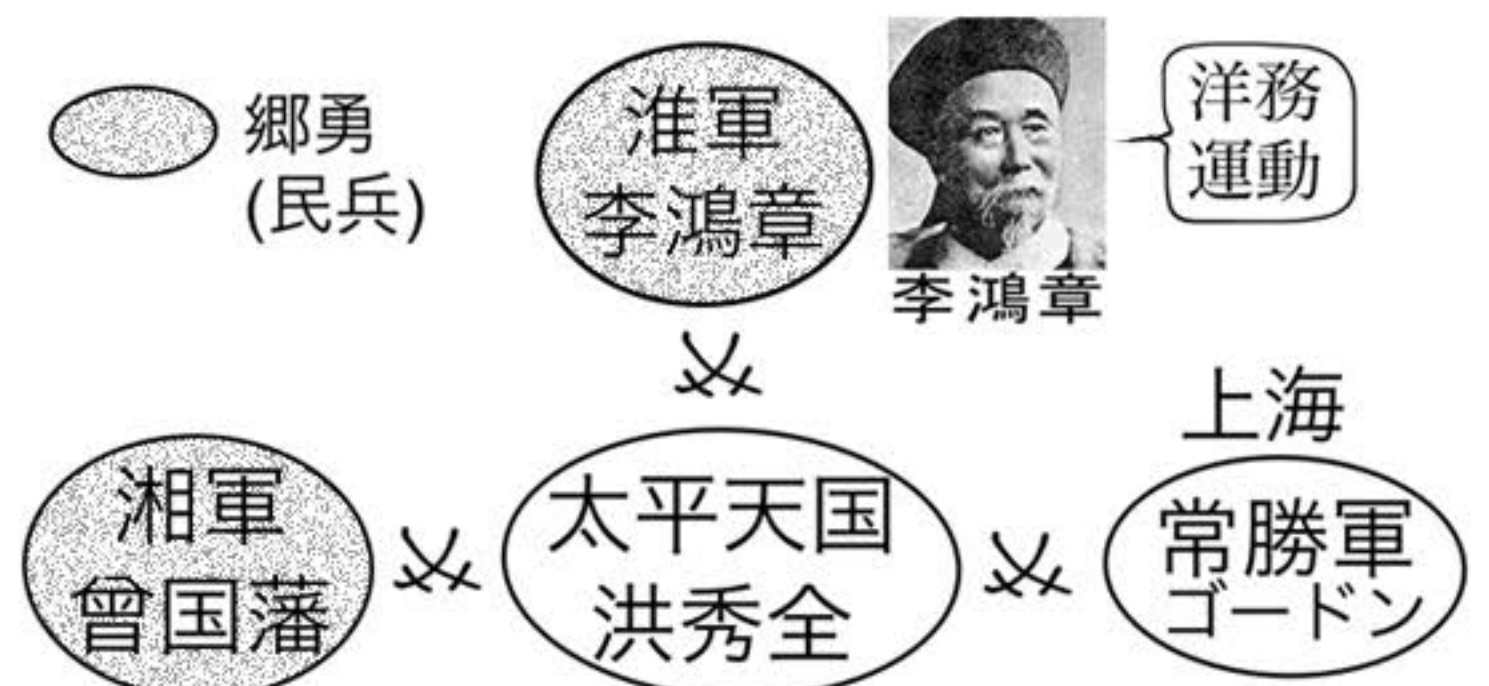 郷勇
(民兵)
淮軍
李鴻章
李鴻章
洋務
運動
湘軍
曾国藩
太平天国
洪秀全
上海
常勝軍
ゴードン